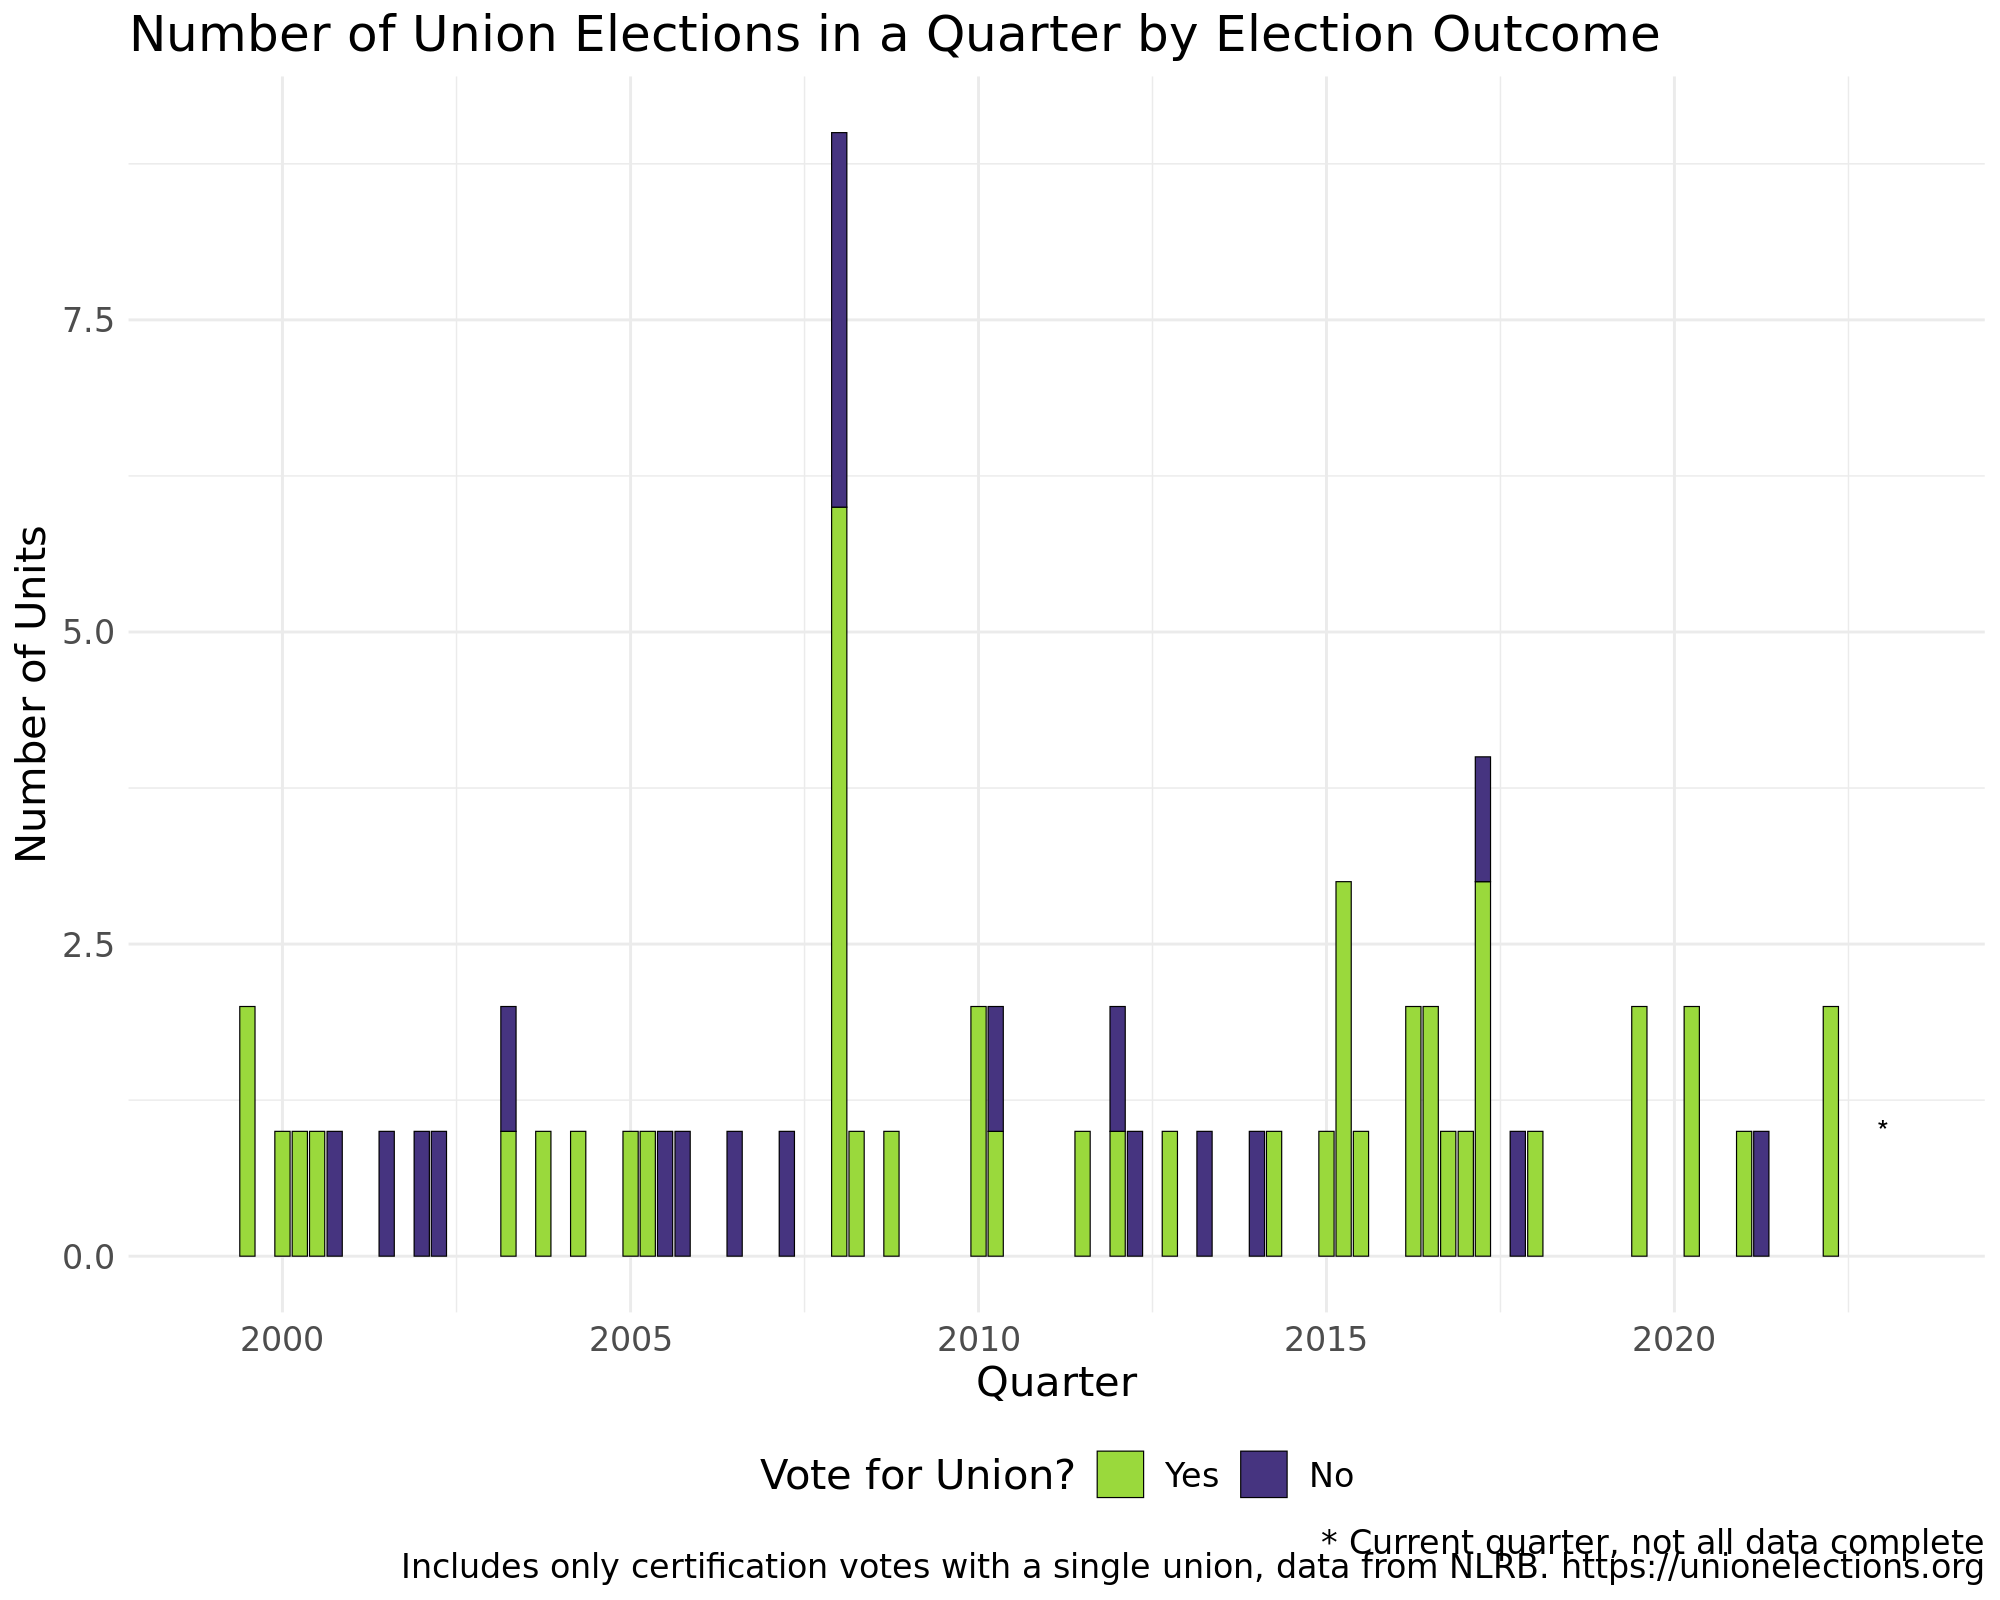 Number of Union Elections in a Quarter by Election Outcome
Number of Units
7.5
5.0
2.5
0.0
*
2000 2005 2010 2015 2020
Quarter
Vote for Union? Yes No
* Current quarter, not all data complete
Includes only certification votes with a single union, data from NLRB. https://unionelections.org